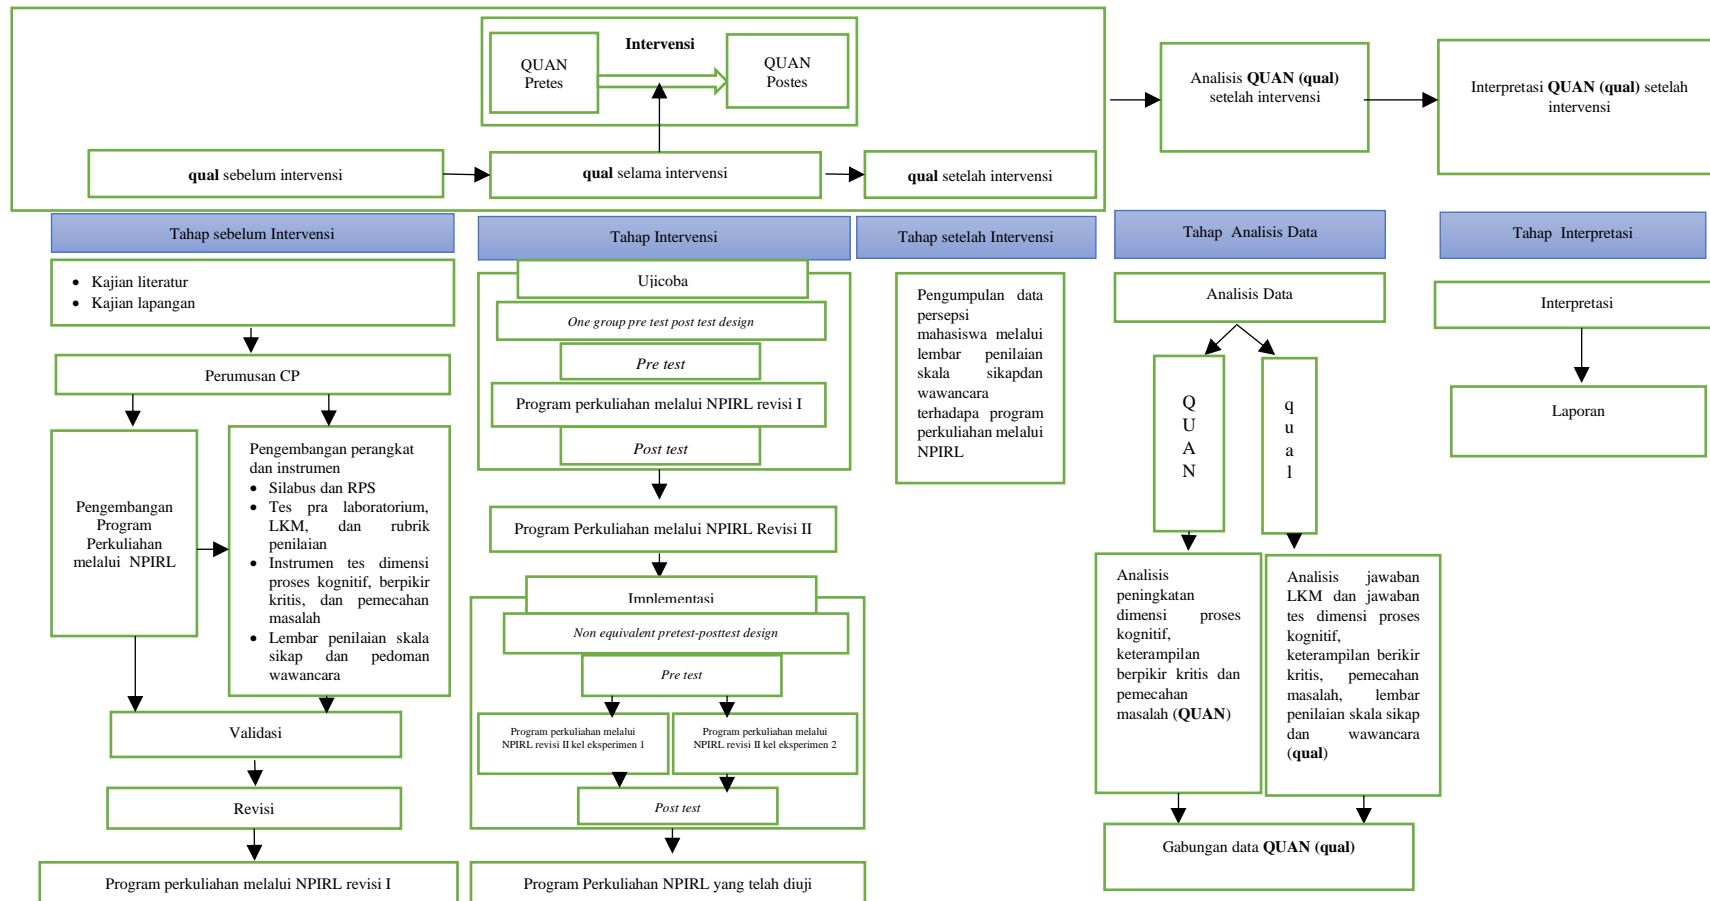 Intervensi
QUAN
Pretes
QUAN
Postes
qual sebelum intervensi
qual selama intervensi
qual setelah intervensi
Analisis QUAN (qual)
setelah intervensi
Interpretasi QUAN (qual) setelah
intervensi
Tahap sebelum Intervensi
Tahap Intervensi
Tahap setelah Intervensi
Tahap Analisis Data
Tahap Interpretasi
• Kajian literatur
• Kajian lapangan
Perumusan CP
Pengembangan
Program
Perkuliahan
melalui NPIRL
Pengembangan perangkat
dan instrumen
• Silabus dan RPS
• Tes pra laboratorium,
LKM, dan rubrik
penilaian
• Instrumen tes dimensi
proses kognitif, berpikir
kritis, dan pemecahan
masalah
• Lembar penilaian skala
sikap dan pedoman
wawancara
Validasi
Revisi
Program perkuliahan melalui NPIRL revisi I
Ujicoba
One group pre test post test design
Pre test
Program perkuliahan melalui NPIRL revisi I
Post test
Program Perkuliahan melalui NPIRL Revisi II
Implementasi
Non equivalent pretest-posttest design
Pre test
Program perkuliahan melalui
NPIRL revisi II kel eksperimen 1
Program perkuliahan melalui
NPIRL revisi II kel eksperimen 2
Post test
Program Perkuliahan NPIRL yang telah diuji
Pengumpulan data
persepsi
mahasiswa melalui
lembar penilaian
skala sikapdan
wawancara
terhadapa program
perkuliahan melalui
NPIRL
Analisis Data
Q
U
A
N
q
u
a
l
Analisis
peningkatan
dimensi proses
kognitif,
keterampilan
berpikir kritis dan
pemecahan
masalah (QUAN)
Analisis jawaban
LKM dan jawaban
tes dimensi proses
kognitif,
keterampilan berikir
kritis, pemecahan
masalah, lembar
penilaian skala sikap
dan wawancara
(qual)
Gabungan data QUAN (qual)
Interpretasi
Laporan